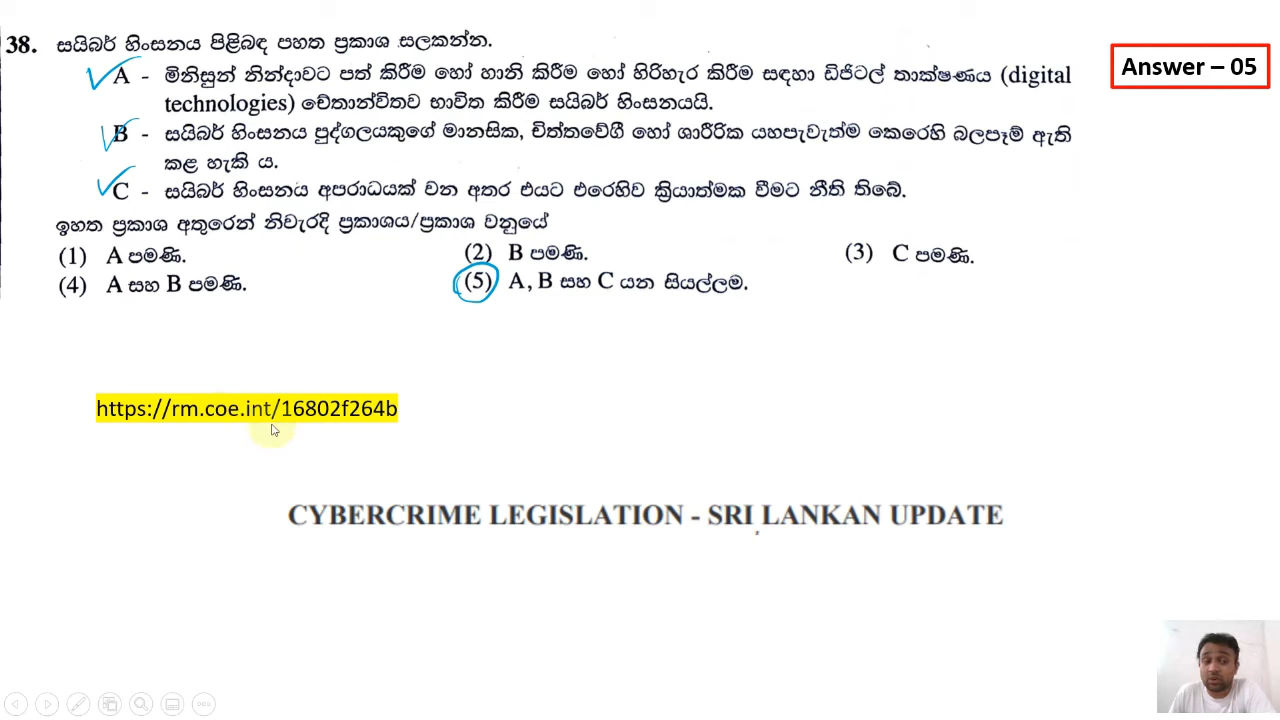 38. සයිබර් හිංසනය පිළිබඳ පහත ප්‍රකාශ සලකන්න.
Answer – 05
A - මිනිසුන් නින්දාවට පත් කිරීම හෝ හානි කිරීම හෝ හිරිහැර කිරීම සඳහා ඩිජිටල් තාක්ෂණය (digital
technologies) චේතාන්විතව භාවිත කිරීම සයිබර් හිංසනයයි.
B - සයිබර් හිංසනය පුද්ගලයකුගේ මානසික, චිත්තවේගී හෝ ශාරීරික යහපැවැත්ම කෙරෙහි බලපෑම් ඇති
කළ හැකි ය.
C - සයිබර් හිංසනය අපරාධයක් වන අතර එයට එරෙහිව ක්‍රියාත්මක වීමට නීති තිබේ.
ඉහත ප්‍රකාශ අතුරෙන් නිවැරදි ප්‍රකාශය/ප්‍රකාශ වනුයේ
(1) A පමණි. (2) B පමණි. (3) C පමණි.
(4) A සහ B පමණි. (5) A, B සහ C යන සියල්ලම.
https://rm.coe.int/16802f264b
CYBERCRIME LEGISLATION - SRI LANKAN UPDATE